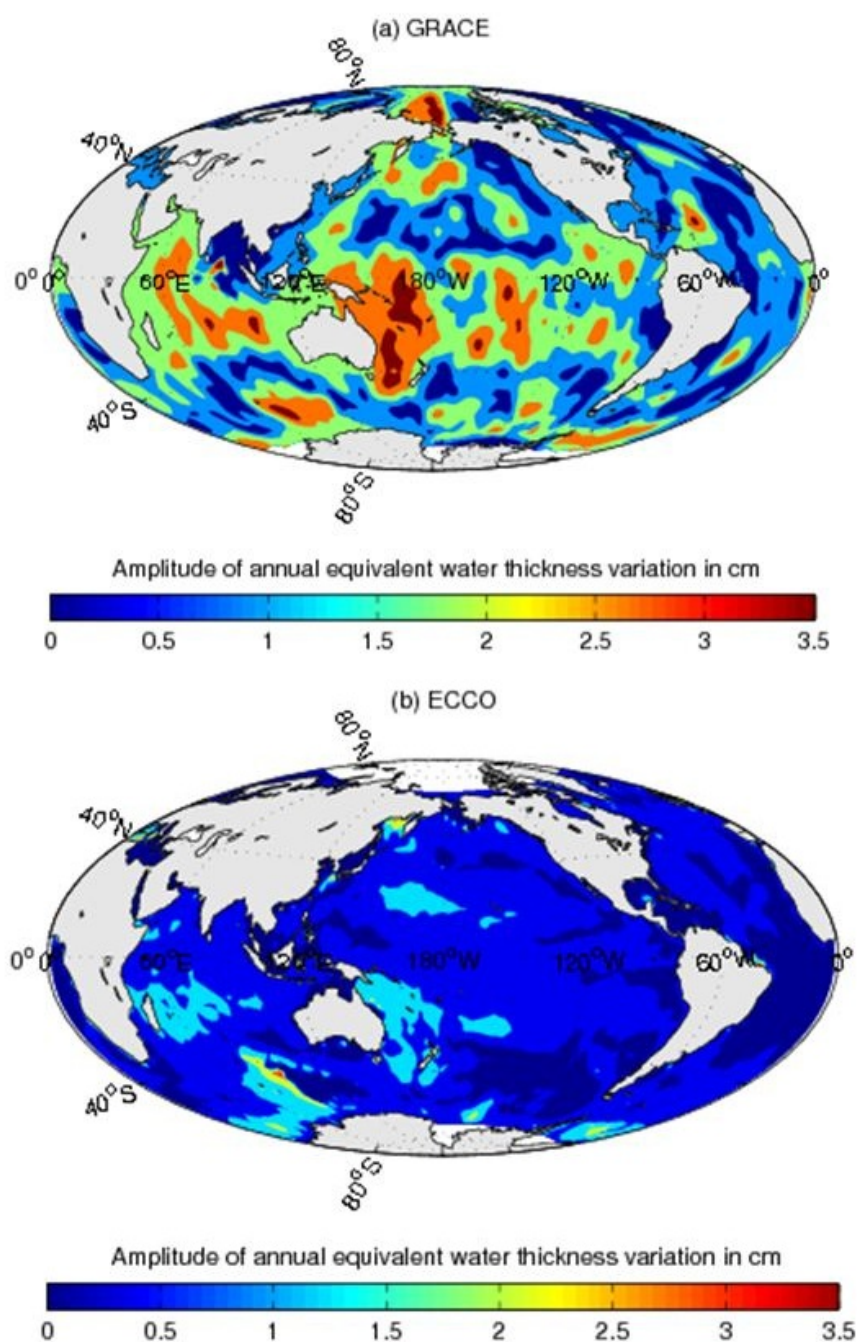 (a) GRACE
80°N
40°N
0° 0° 60°E 120°E 180°W 120°W 60°W 0°
40°S
80°S
Amplitude of annual equivalent water thickness variation in cm
0 0.5 1 1.5 2 2.5 3 3.5
(b) ECCO
80°N
40°N
0° 0° 60°E 120°E 180°W 120°W 60°W 0°
40°S
80°S
Amplitude of annual equivalent water thickness variation in cm
0 0.5 1 1.5 2 2.5 3 3.5